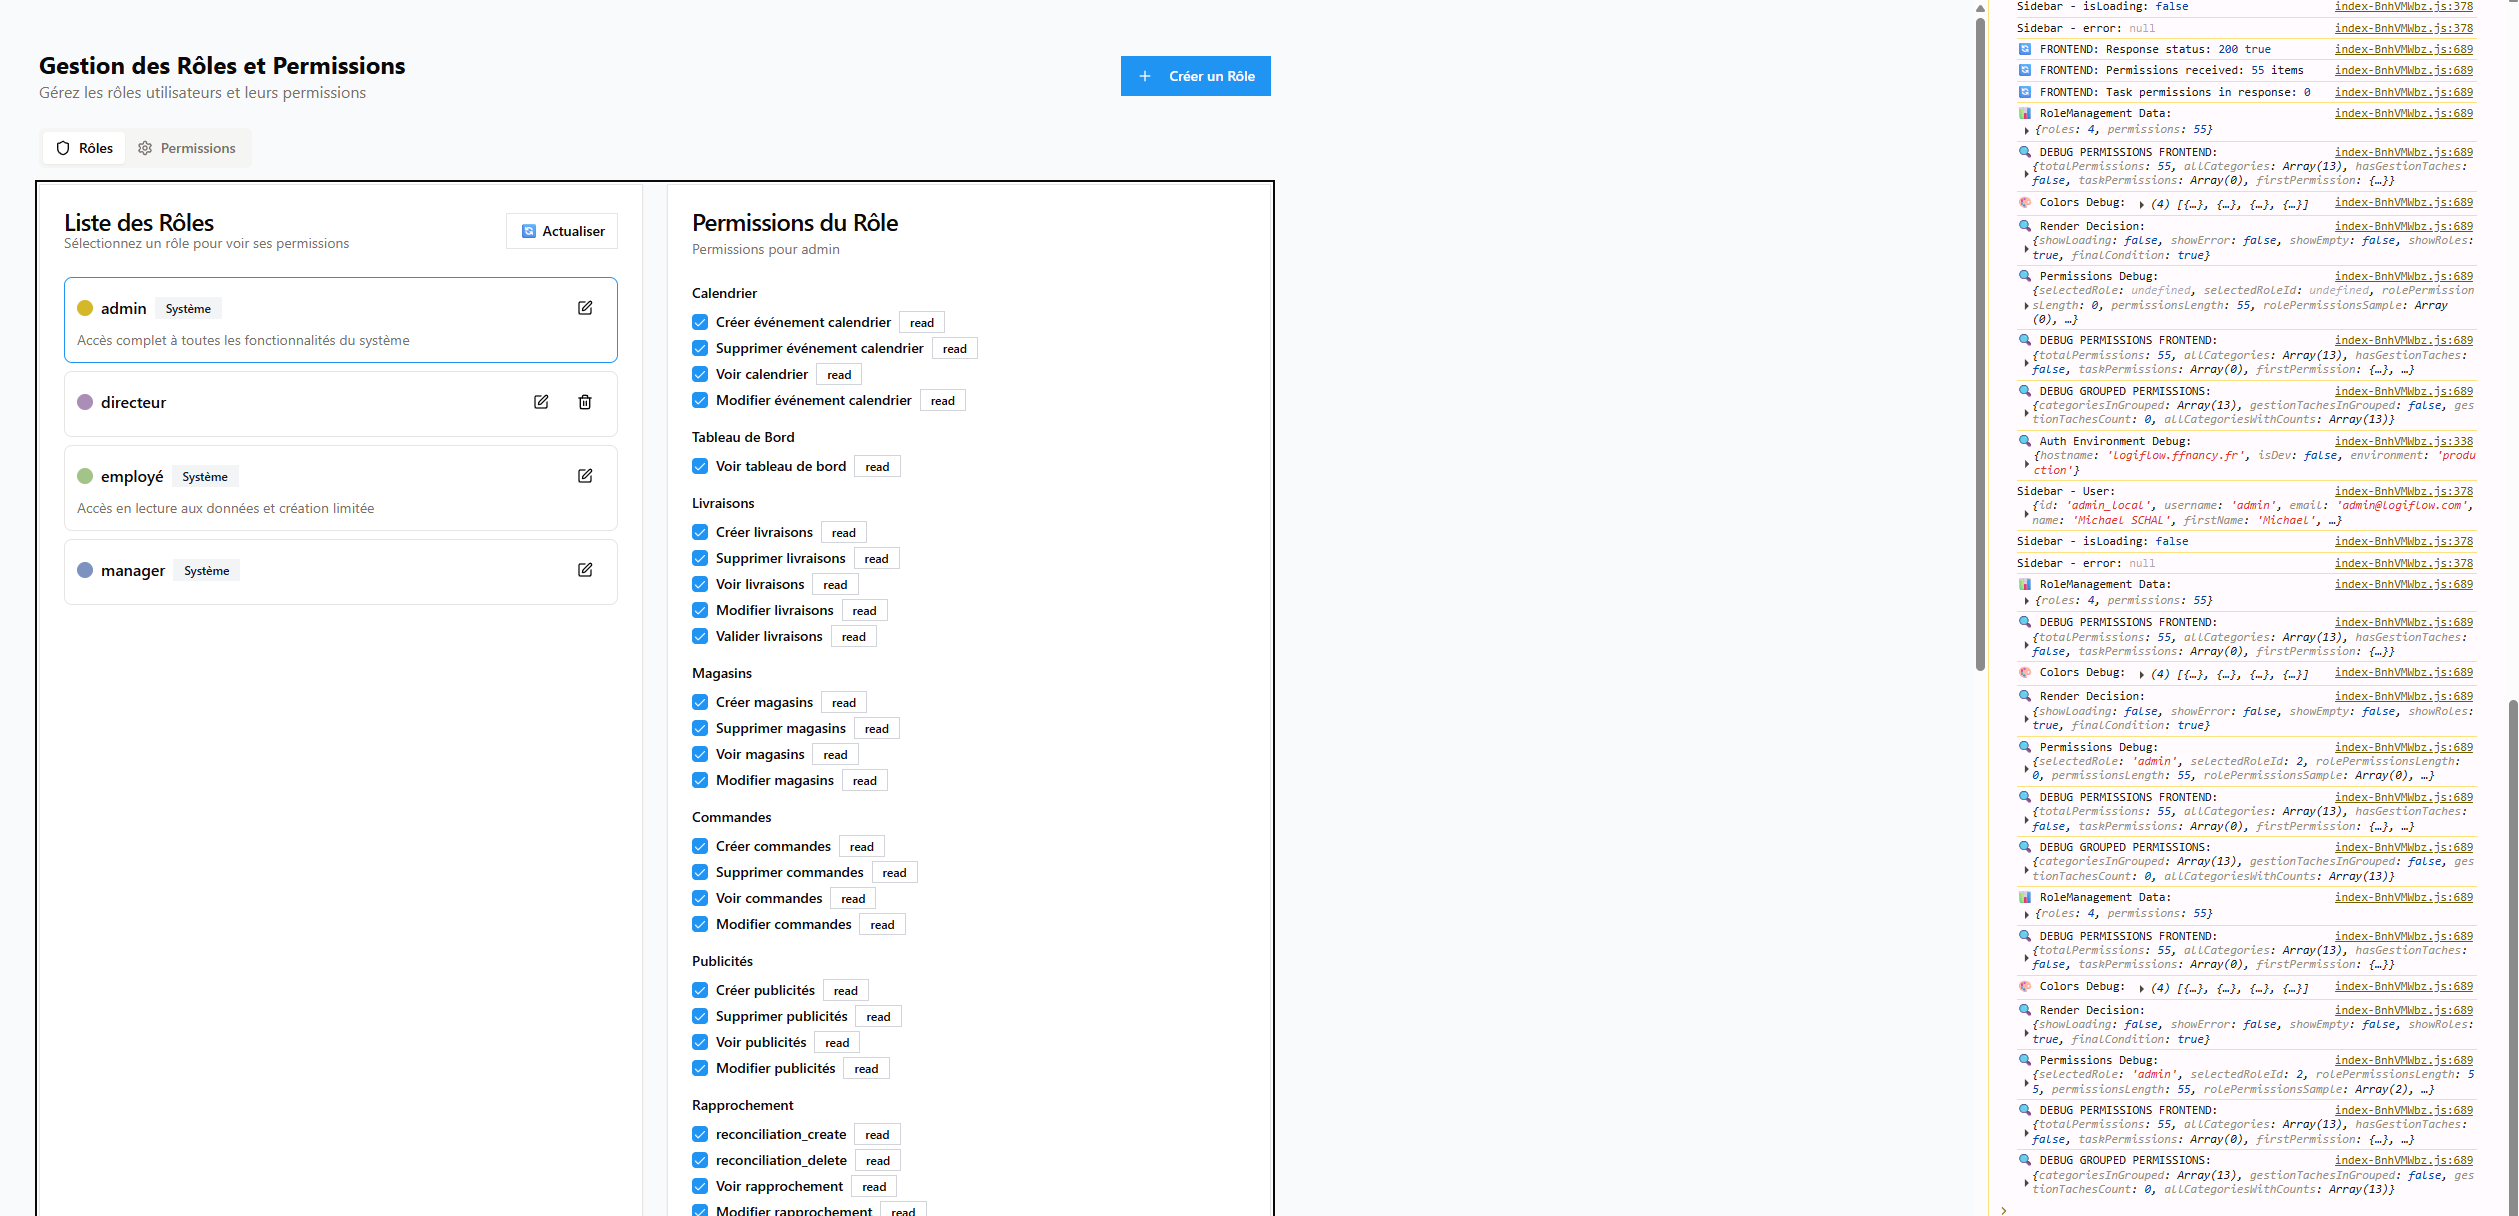 Gestion des Rôles et Permissions
Gérez les rôles utilisateurs et leurs permissions
Créer un Rôle
Rôles
Permissions
Liste des Rôles
Sélectionnez un rôle pour voir ses permissions
Actualiser
admin Système
Accès complet à toutes les fonctionnalités du système
directeur
employé Système
Accès en lecture aux données et création limitée
manager Système
Permissions du Rôle
Permissions pour admin
Calendrier
Créer événement calendrier read
Supprimer événement calendrier read
Voir calendrier read
Modifier événement calendrier read
Tableau de Bord
Voir tableau de bord read
Livraisons
Créer livraisons read
Supprimer livraisons read
Voir livraisons read
Modifier livraisons read
Valider livraisons read
Magasins
Créer magasins read
Supprimer magasins read
Voir magasins read
Modifier magasins read
Commandes
Créer commandes read
Supprimer commandes read
Voir commandes read
Modifier commandes read
Publicités
Créer publicités read
Supprimer publicités read
Voir publicités read
Modifier publicités read
Rapprochement
reconciliation_create read
reconciliation_delete read
Voir rapprochement read
Modifier rapprochement read
Sidebar - isLoading: false index-BnhVMWbz.js:378
Sidebar - error: null index-BnhVMWbz.js:378
FRONTEND: Response status: 200 true index-BnhVMWbz.js:689
FRONTEND: Permissions received: 55 items index-BnhVMWbz.js:689
FRONTEND: Task permissions in response: 0 index-BnhVMWbz.js:689
RoleManagement Data: index-BnhVMWbz.js:689
{roles: 4, permissions: 55}
DEBUG PERMISSIONS FRONTEND: index-BnhVMWbz.js:689
{totalPermissions: 55, allCategories: Array(13), hasGestionTaches:
false, taskPermissions: Array(0), firstPermission: {…}}
Colors Debug: (4) [{…}, {…}, {…}, {…}] index-BnhVMWbz.js:689
Render Decision: index-BnhVMWbz.js:689
{showLoading: false, showError: false, showEmpty: false, showRoles:
true, finalCondition: true}
Permissions Debug: index-BnhVMWbz.js:689
{selectedRole: undefined, selectedRoleId: undefined, rolePermission
sLength: 0, permissionsLength: 55, rolePermissionsSample: Array
(0), …}
DEBUG PERMISSIONS FRONTEND: index-BnhVMWbz.js:689
{totalPermissions: 55, allCategories: Array(13), hasGestionTaches:
false, taskPermissions: Array(0), firstPermission: {…}, …}
DEBUG GROUPED PERMISSIONS: index-BnhVMWbz.js:689
{categoriesInGrouped: Array(13), gestionTachesInGrouped: false, ges
tionTachesCount: 0, allCategoriesWithCounts: Array(13)}
Auth Environment Debug: index-BnhVMWbz.js:338
{hostname: 'logiflow.ffnancy.fr', isDev: false, environment: 'produ
ction'}
Sidebar - User: index-BnhVMWbz.js:378
{id: 'admin_local', username: 'admin', email: 'admin@logiflow.com',
name: 'Michael SCHAL', firstName: 'Michael', …}
Sidebar - isLoading: false index-BnhVMWbz.js:378
Sidebar - error: null index-BnhVMWbz.js:378
RoleManagement Data: index-BnhVMWbz.js:689
{roles: 4, permissions: 55}
DEBUG PERMISSIONS FRONTEND: index-BnhVMWbz.js:689
{totalPermissions: 55, allCategories: Array(13), hasGestionTaches:
false, taskPermissions: Array(0), firstPermission: {…}}
Colors Debug: (4) [{…}, {…}, {…}, {…}] index-BnhVMWbz.js:689
Render Decision: index-BnhVMWbz.js:689
{showLoading: false, showError: false, showEmpty: false, showRoles:
true, finalCondition: true}
Permissions Debug: index-BnhVMWbz.js:689
{selectedRole: 'admin', selectedRoleId: 2, rolePermissionsLength:
0, permissionsLength: 55, rolePermissionsSample: Array(0), …}
DEBUG PERMISSIONS FRONTEND: index-BnhVMWbz.js:689
{totalPermissions: 55, allCategories: Array(13), hasGestionTaches:
false, taskPermissions: Array(0), firstPermission: {…}, …}
DEBUG GROUPED PERMISSIONS: index-BnhVMWbz.js:689
{categoriesInGrouped: Array(13), gestionTachesInGrouped: false, ges
tionTachesCount: 0, allCategoriesWithCounts: Array(13)}
RoleManagement Data: index-BnhVMWbz.js:689
{roles: 4, permissions: 55}
DEBUG PERMISSIONS FRONTEND: index-BnhVMWbz.js:689
{totalPermissions: 55, allCategories: Array(13), hasGestionTaches:
false, taskPermissions: Array(0), firstPermission: {…}}
Colors Debug: (4) [{…}, {…}, {…}, {…}] index-BnhVMWbz.js:689
Render Decision: index-BnhVMWbz.js:689
{showLoading: false, showError: false, showEmpty: false, showRoles:
true, finalCondition: true}
Permissions Debug: index-BnhVMWbz.js:689
{selectedRole: 'admin', selectedRoleId: 2, rolePermissionsLength: 5
5, permissionsLength: 55, rolePermissionsSample: Array(2), …}
DEBUG PERMISSIONS FRONTEND: index-BnhVMWbz.js:689
{totalPermissions: 55, allCategories: Array(13), hasGestionTaches:
false, taskPermissions: Array(0), firstPermission: {…}, …}
DEBUG GROUPED PERMISSIONS: index-BnhVMWbz.js:689
{categoriesInGrouped: Array(13), gestionTachesInGrouped: false, ges
tionTachesCount: 0, allCategoriesWithCounts: Array(13)}